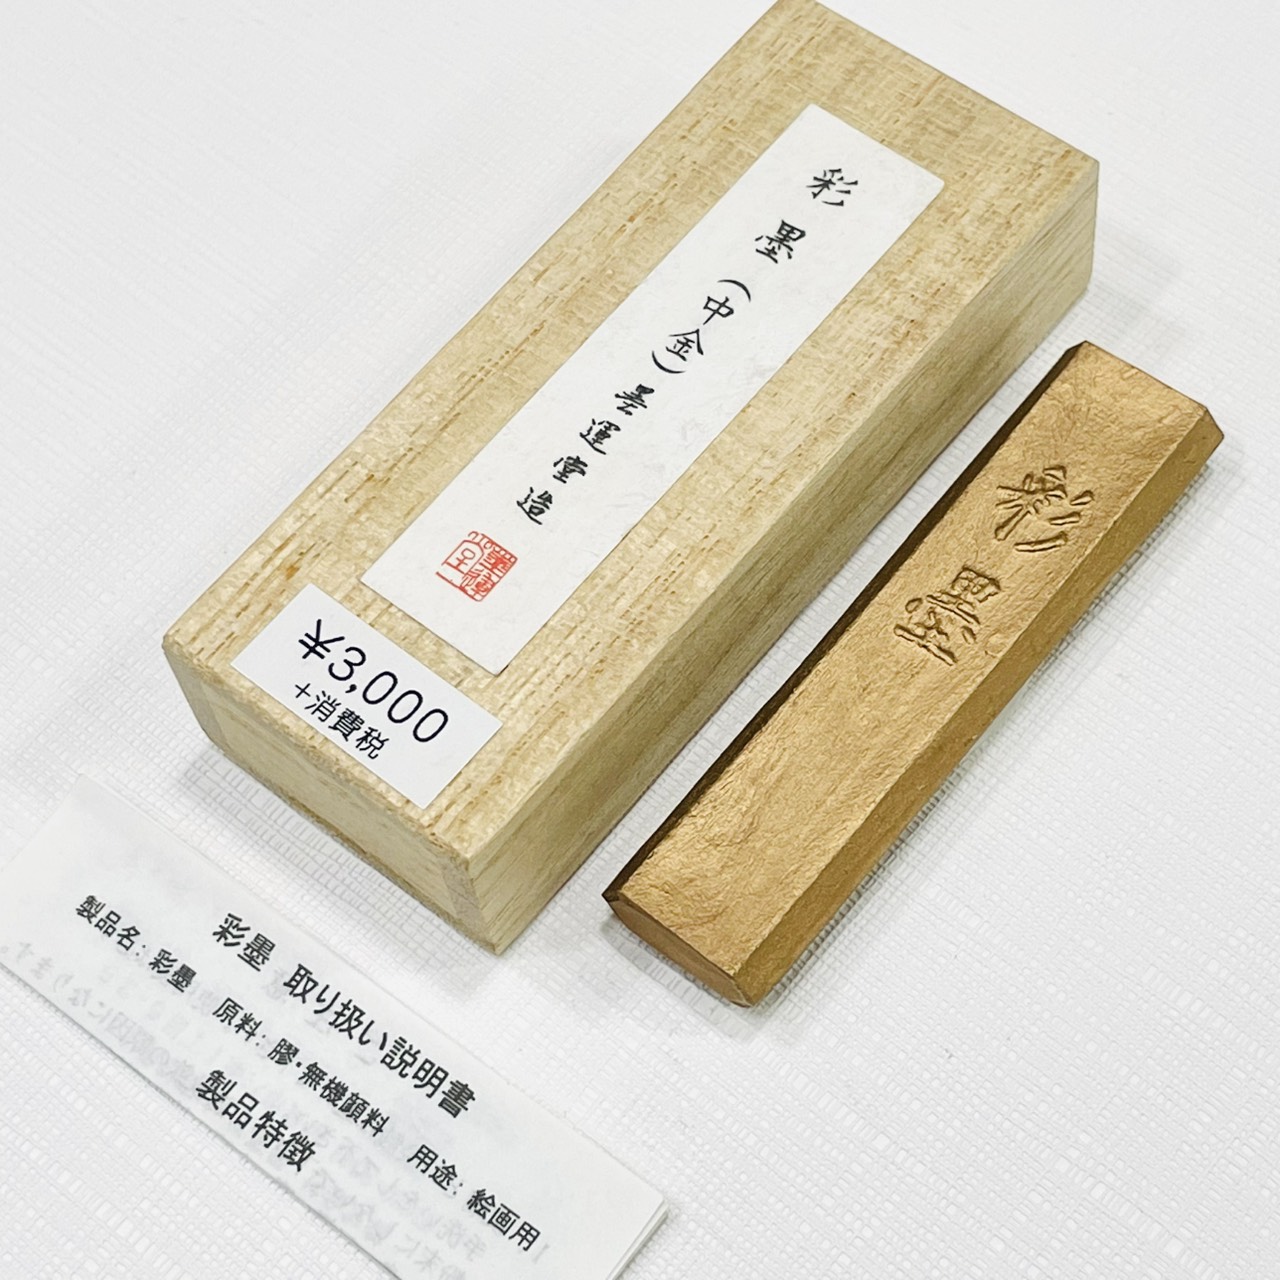 彩墨（中金）墨運堂造
¥3,000
+消費税
彩墨
彩墨 取り扱い説明書
製品名：彩墨 原料：膠・無機顔料 用途：絵画用
製品特徴